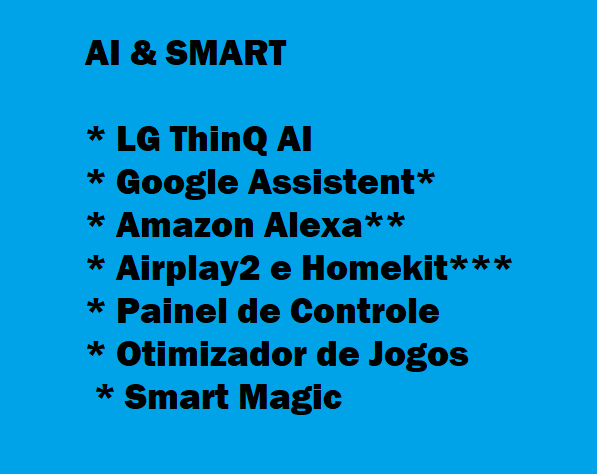 AI & SMART
* LG ThinQ AI
* Google Assistent*
* Amazon Alexa**
* Airplay2 e Homekit***
* Painel de Controle
* Otimizador de Jogos
* Smart Magic